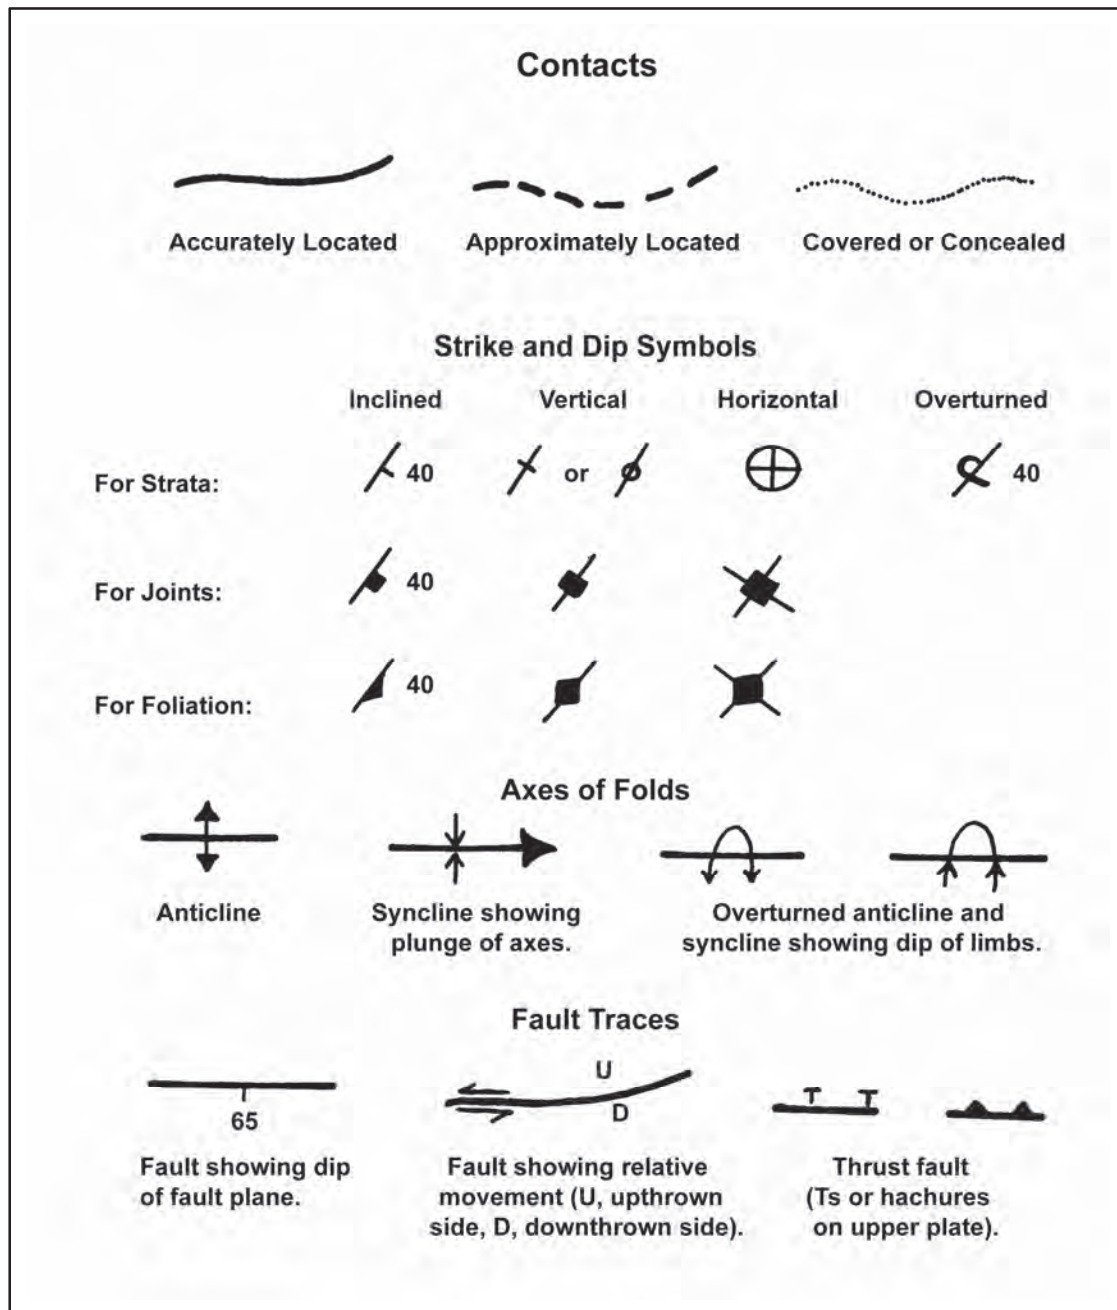 Contacts
Accurately Located
Approximately Located
Covered or Concealed
Strike and Dip Symbols
Inclined
Vertical
Horizontal
Overturned
For Strata:
40
or
40
For Joints:
40
For Foliation:
40
Axes of Folds
Anticline
Syncline showing
plunge of axes.
Overturned anticline and
syncline showing dip of limbs.
Fault Traces
65
Fault showing dip
of fault plane.
U
D
Fault showing relative
movement (U, upthrown
side, D, downthrown side).
T T
Thrust fault
(Ts or hachures
on upper plate).